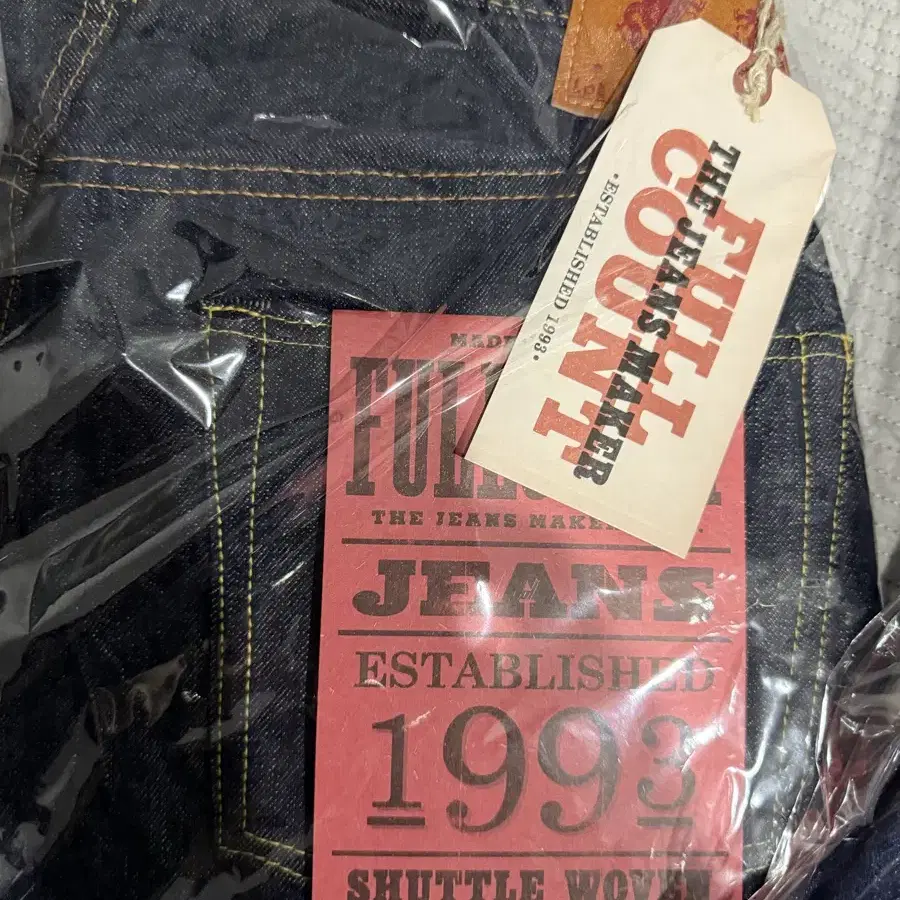 FULL
COUNT
THE JEANS MAKER
·ESTABLISHED 1993·
MADE
FULL
THE JEANS MAKER
JEANS
ESTABLISHED
1993
SHUTTLE WOVEN